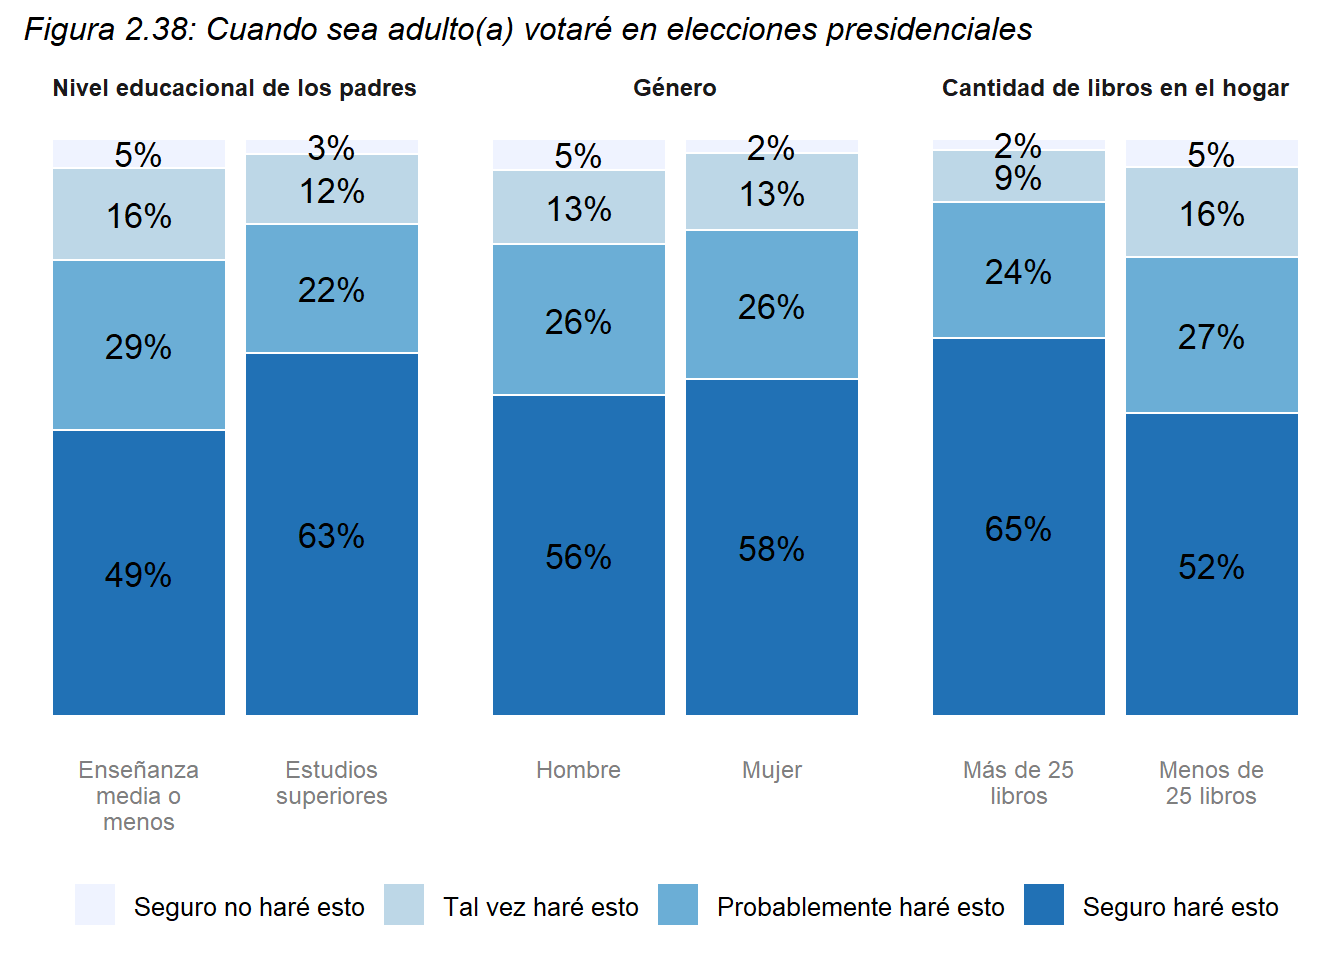 Figura 2.38: Cuando sea adulto(a) votaré en elecciones presidenciales
Nivel educacional de los padres
5%
3%
16%
12%
29%
22%
49%
63%
Enseñanza
media o
menos
Estudios
superiores
Género
5%
2%
13%
13%
26%
26%
56%
58%
Hombre
Mujer
Cantidad de libros en el hogar
2%
5%
9%
16%
24%
27%
65%
52%
Más de 25
libros
Menos de
25 libros
Seguro no haré esto
Tal vez haré esto
Probablemente haré esto
Seguro haré esto